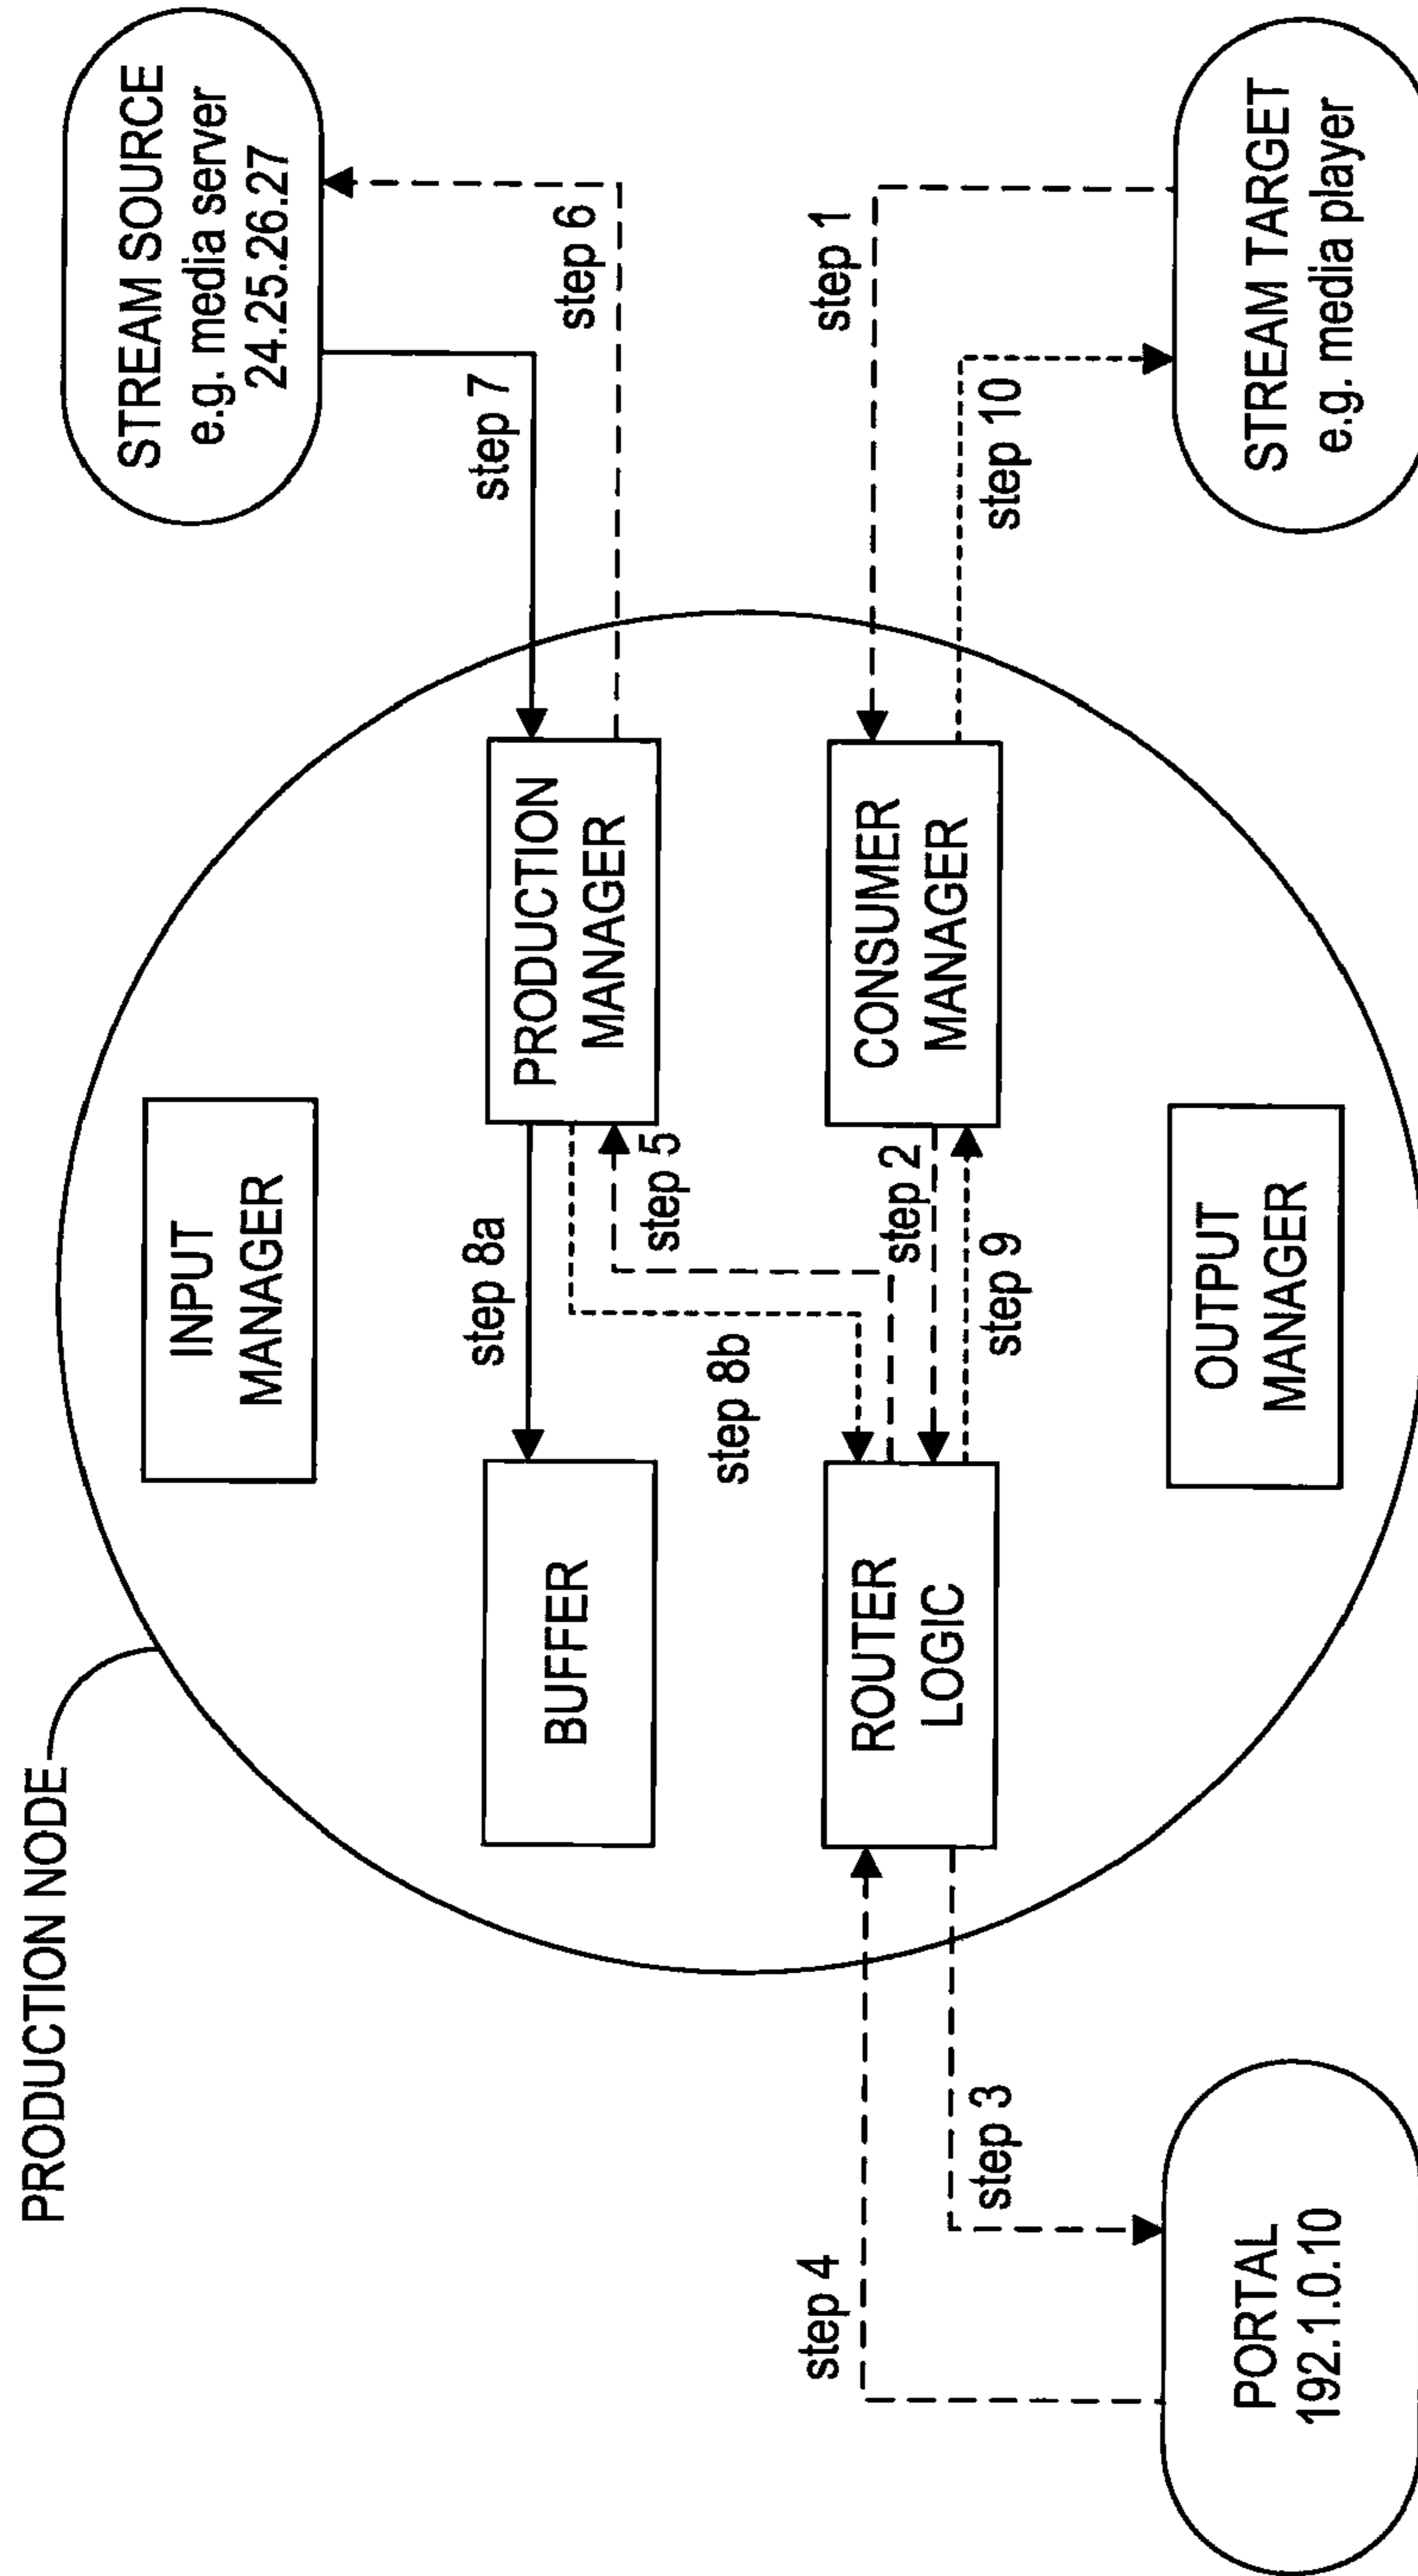 PRODUCTION NODE
STREAM SOURCE
e.g. media server
24.25.26.27
step 7
step 6
INPUT
MANAGER
PRODUCTION
MANAGER
step 8a
step 5
BUFFER
step 8b
step 1
step 2
CONSUMER
MANAGER
step 10
step 9
ROUTER
LOGIC
step 4
step 3
OUTPUT
MANAGER
STREAM TARGET
e.g. media player
PORTAL
192.1.0.10